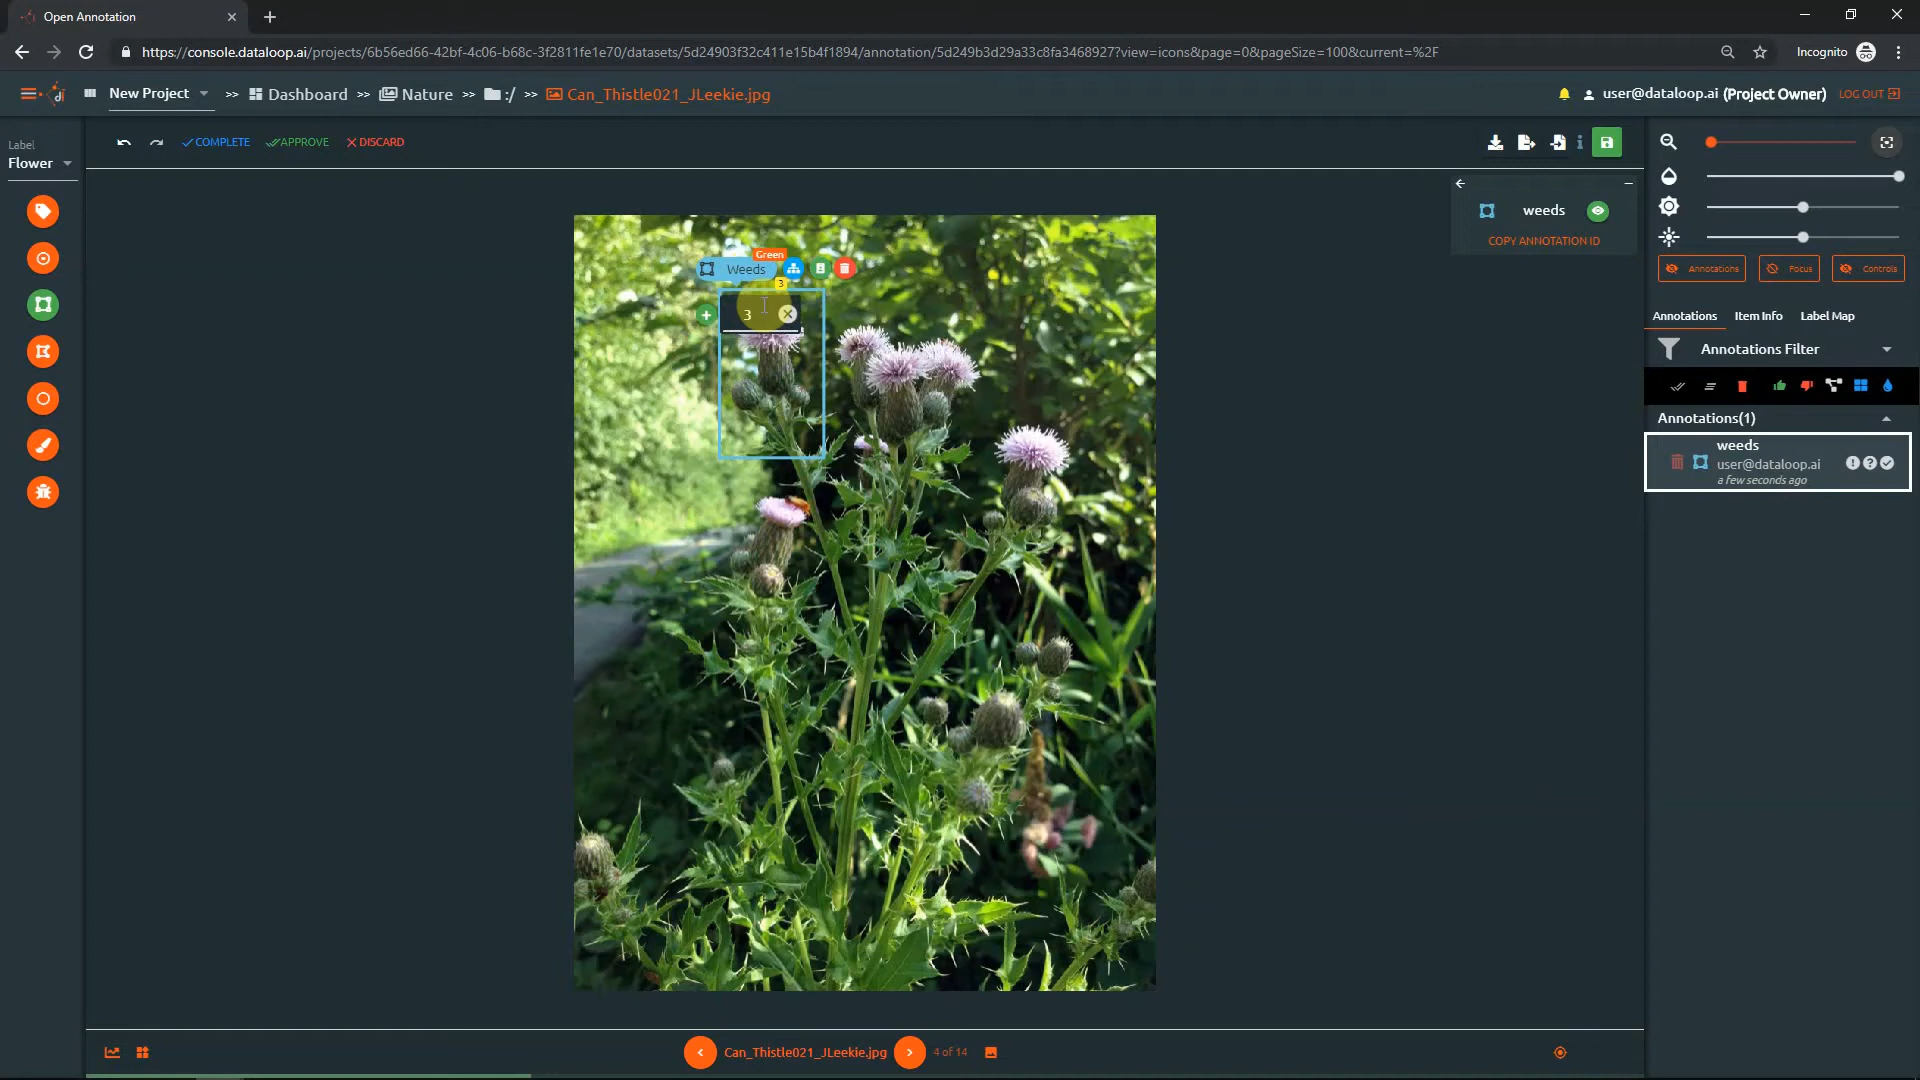 Open Annotation
https://console.dataloop.ai/projects/6b56ed66-42bf-4c06-b68c-3f2811fe1e70/datasets/5d24903f32c411e15b4f1894/annotation/5d249b3d29a33c8fa3468927?view=icons&page=0&pageSize=100&current=%2F
Incognito
New Project >> Dashboard >> Nature >> :/ >> Can_Thistle021_JLeekie.jpg
user@dataloop.ai (Project Owner) LOG OUT
Label
Flower
COMPLETE APPROVE DISCARD
weeds
COPY ANNOTATION ID
Green
Weeds
3
3
Annotations Focus Controls
Annotations Item Info Label Map
Annotations Filter
Annotations(1)
weeds
user@dataloop.ai
a few seconds ago
Can_Thistle021_JLeekie.jpg 4 of 14